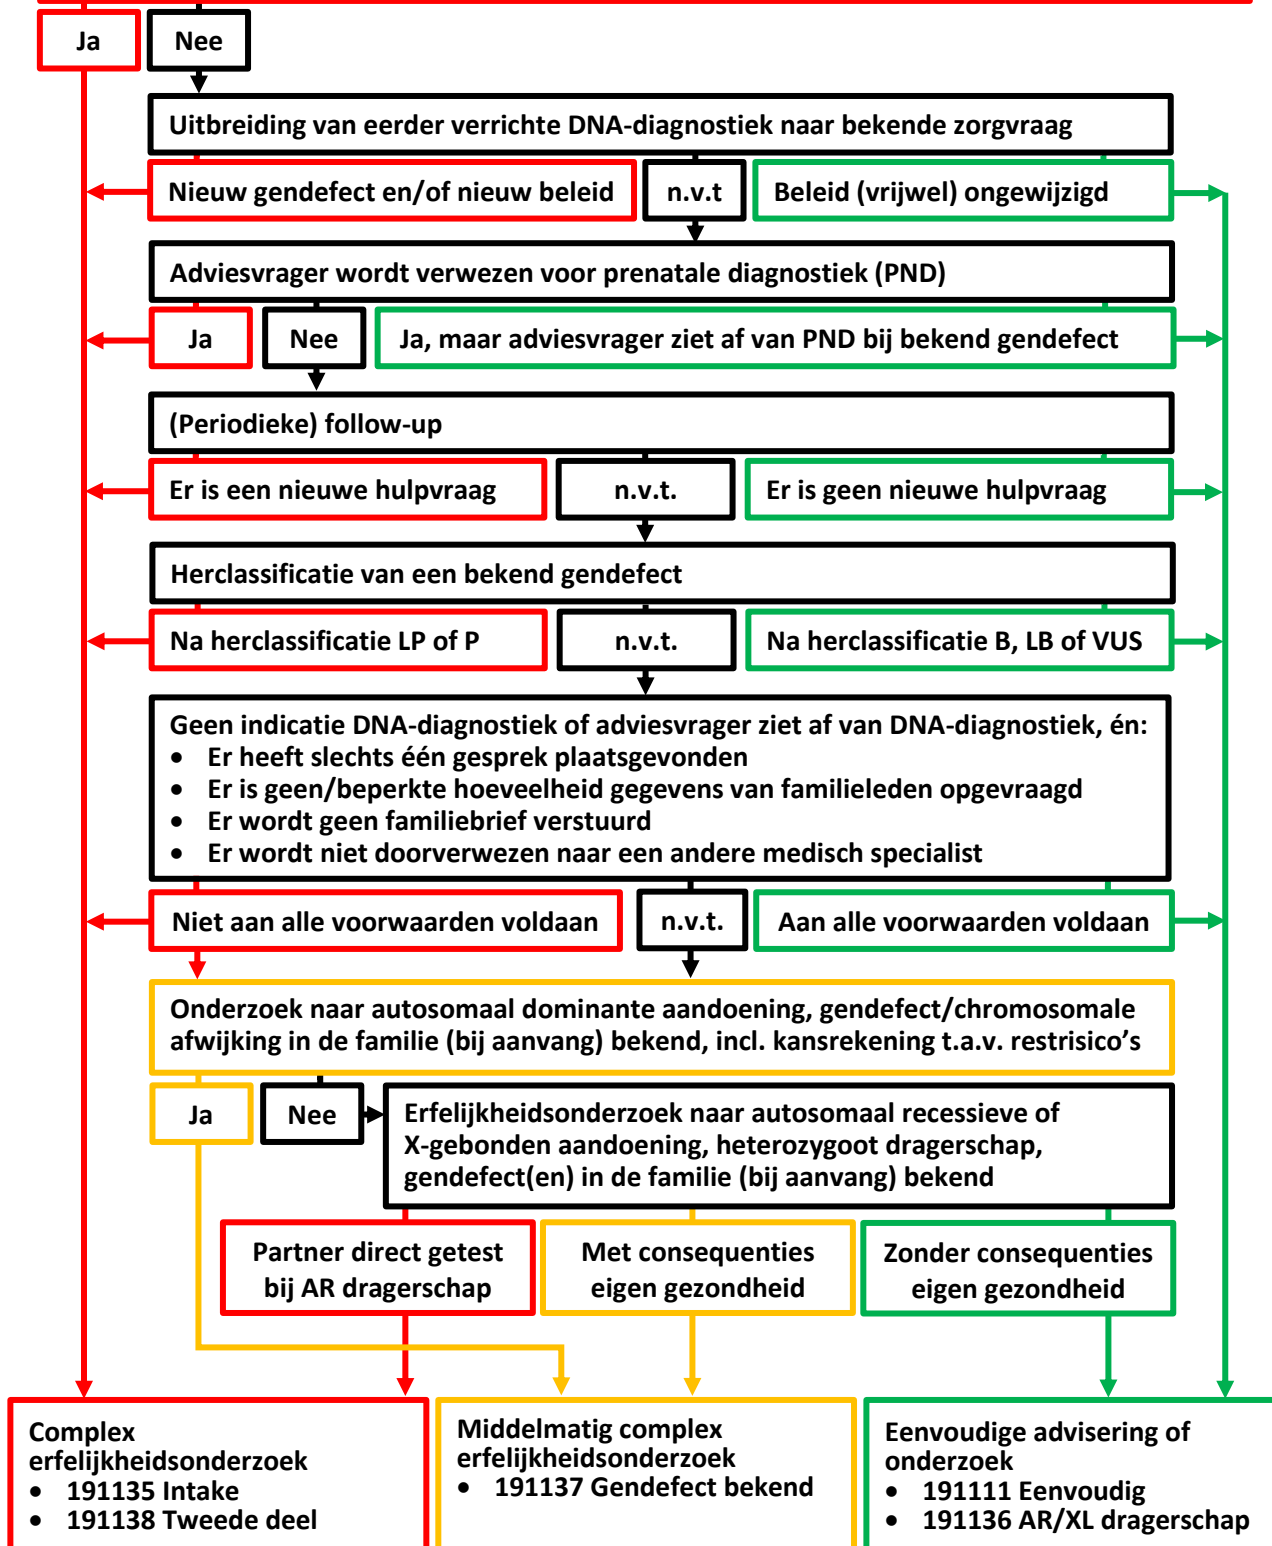 Ja
Nee
Uitbreiding van eerder verrichte DNA-diagnostiek naar bekende zorgvraag
Nieuw gendefect en/of nieuw beleid
n.v.t
Beleid (vrijwel) ongewijzigd
Adviesvrager wordt verwezen voor prenatale diagnostiek (PND)
Ja
Nee
Ja, maar adviesvrager ziet af van PND bij bekend gendefect
(Periodieke) follow-up
Er is een nieuwe hulpvraag
n.v.t.
Er is geen nieuwe hulpvraag
Herclassificatie van een bekend gendefect
Na herclassificatie LP of P
n.v.t.
Na herclassificatie B, LB of VUS
Geen indicatie DNA-diagnostiek of adviesvrager ziet af van DNA-diagnostiek, én:
• Er heeft slechts één gesprek plaatsgevonden
• Er is geen/beperkte hoeveelheid gegevens van familieleden opgevraagd
• Er wordt geen familiebrief verstuurd
• Er wordt niet doorverwezen naar een andere medisch specialist
Niet aan alle voorwaarden voldaan
n.v.t.
Aan alle voorwaarden voldaan
Onderzoek naar autosomaal dominante aandoening, gendefect/chromosomale
afwijking in de familie (bij aanvang) bekend, incl. kansrekening t.a.v. restrisico's
Ja
Nee
Erfelijkheidsonderzoek naar autosomaal recessieve of
X-gebonden aandoening, heterozygoot dragerschap,
gendefect(en) in de familie (bij aanvang) bekend
Partner direct getest
bij AR dragerschap
Met consequenties
eigen gezondheid
Zonder consequenties
eigen gezondheid
Complex
erfelijkheidsonderzoek
• 191135 Intake
• 191138 Tweede deel
Middelmatig complex
erfelijkheidsonderzoek
• 191137 Gendefect bekend
Eenvoudige advisering of
onderzoek
• 191111 Eenvoudig
• 191136 AR/XL dragerschap